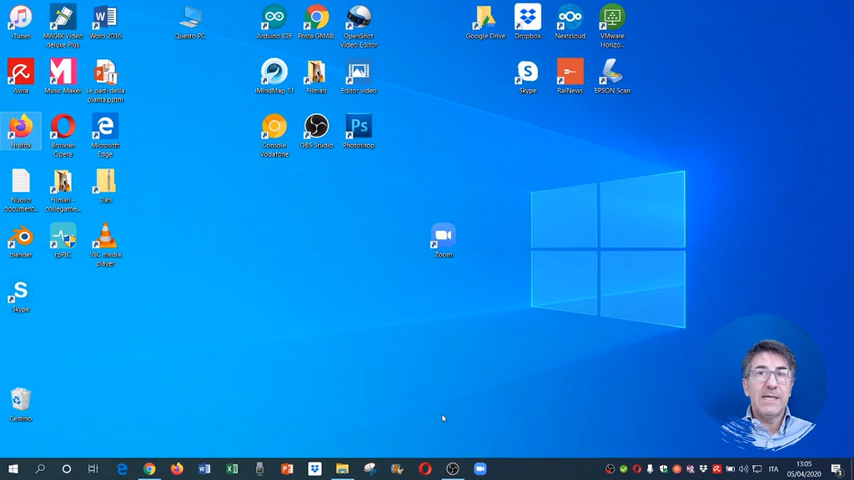 iTunes
MAGIX Video deluxe Plus
Word 2016
Questo PC
Arduino IDE
Posta GMAIL
OpenShot Video Editor
Google Drive
Dropbox
Nextcloud
VMware Horizo...
Avira
Music Maker
Le parti della pianta.pptm
iMindMap 11
Filmati
Editor video
Skype
RaiNews
EPSON Scan
Firefox
Browser Opera
Microsoft Edge
Console Vodafone
OBS Studio
Photoshop
Nuovo documento...
Filmati - collegame...
Dati
blender
VLC media player
Zoom
Skype
Cestino
ITA
13:05
05/04/2020